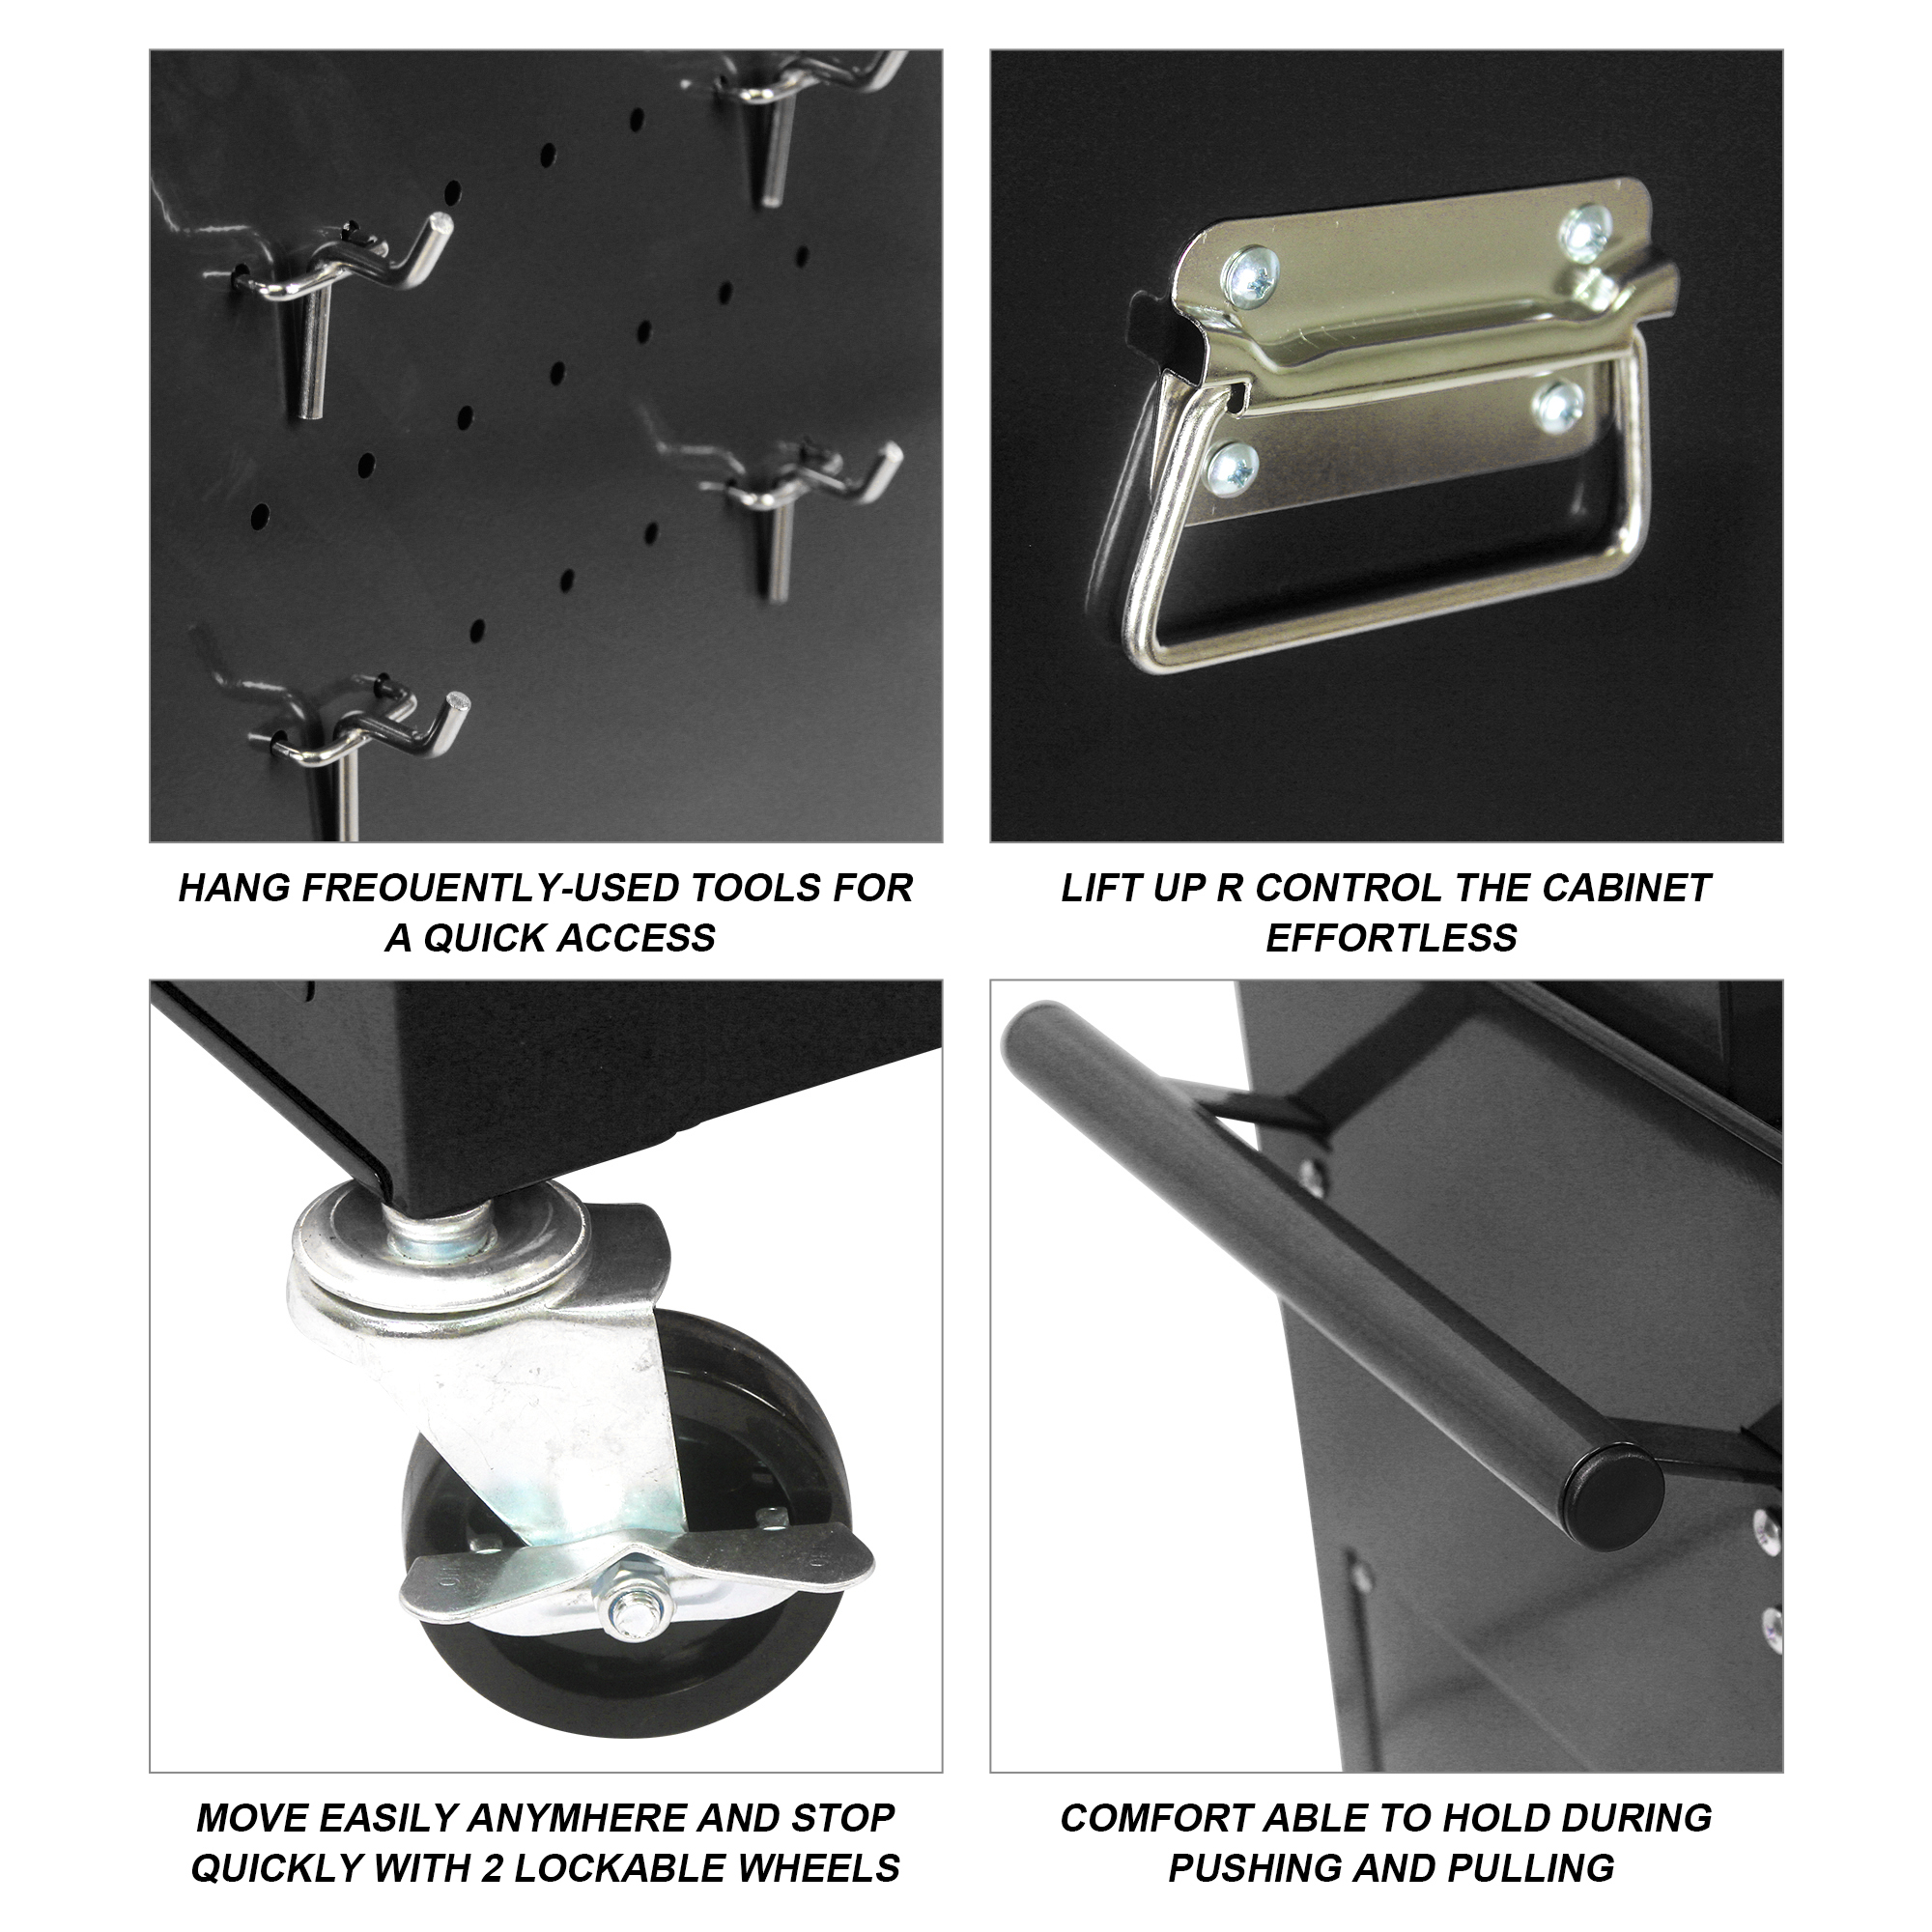 HANG FREOUENTLY-USED TOOLS FOR
A QUICK ACCESS
LIFT UP R CONTROL THE CABINET
EFFORTLESS
MOVE EASILY ANYMHERE AND STOP
QUICKLY WITH 2 LOCKABLE WHEELS
COMFORT ABLE TO HOLD DURING
PUSHING AND PULLING